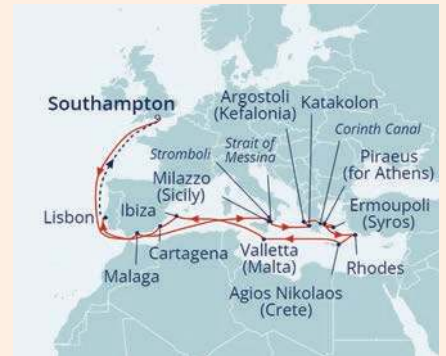 Southampton
Argostoli
(Kefalonia)
Katakolon
Corinth Canal
Stromboli
Strait of
Messina
Piraeus
(for Athens)
Milazzo
(Sicily)
Ermoupoli
(Syros)
Lisbon
Ibiza
Cartagena
Valletta
(Malta)
Rhodes
Malaga
Agios Nikolaos
(Crete)